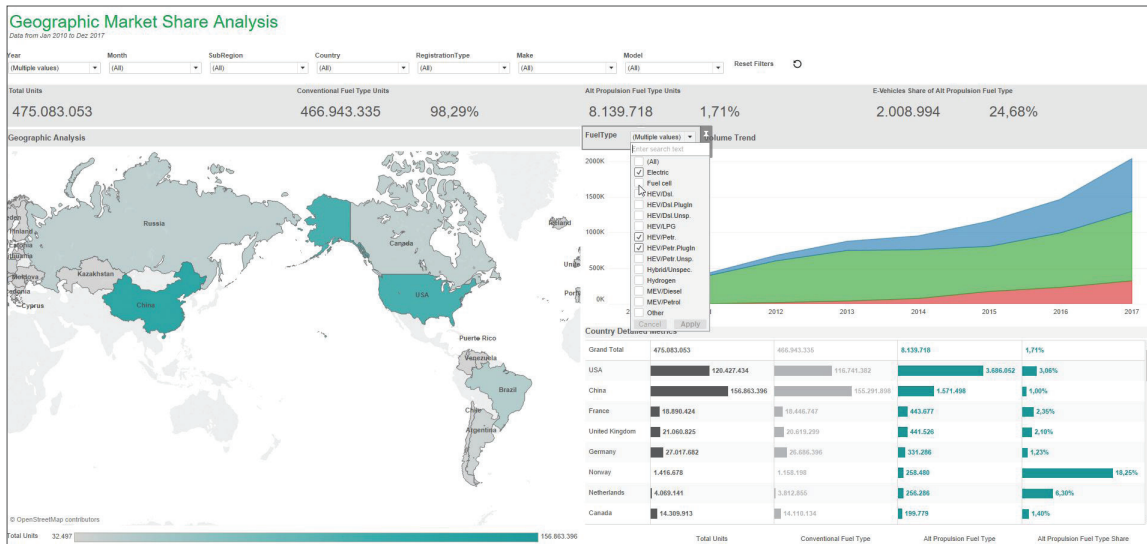 Geographic Market Share Analysis
Data from Jan 2010 to Dez 2017
Year Month SubRegion Country RegistrationType Make Model
(Multiple values) (All) (All) (All) (All) (All) (All) Reset Filters
Total Units Conventional Fuel Type Units Alt Propulsion Fuel Type Units E-Vehicles Share of Alt Propulsion Fuel Type
475.083.053 466.943.335 98,29% 8.139.718 1,71% 2.008.994 24,68%
Geographic Analysis
FuelType (Multiple values) Volume Trend
Enter search text
(All)
Electric
Fuel cell
HEV/Dsl.
HEV/Dsl.PlugIn
HEV/Dsl.Unsp.
HEV/LPG
HEV/Petr.
HEV/Petr.PlugIn
HEV/Petr.Unsp.
Hybrid/Unspec.
Hydrogen
MEV/Diesel
MEV/Petrol
Other
Cancel Apply
2000K
1500K
1000K
500K
0K
2012 2013 2014 2015 2016 2017
Russia
Canada
Finland
Estonia
Kazakhstan
Moldova
Cyprus
China
USA
Puerto Rico
Venezuela
Brazil
Chile
Argentina
Iceland
© OpenStreetMap contributors
Total Units 32.497 156.863.396
Country Detailed Metrics
Grand Total 475.083.053 466.943.335 8.139.718 1,71%
USA 120.427.434 116.741.382 3.686.052 3,06%
China 156.863.396 155.291.898 1.571.498 1,00%
France 18.890.424 18.446.747 443.677 2,35%
United Kingdom 21.060.825 20.619.299 441.526 2,10%
Germany 27.017.682 26.686.396 331.286 1,23%
Norway 1.416.678 1.158.198 258.480 18,25%
Netherlands 4.069.141 3.812.855 256.286 6,30%
Canada 14.309.913 14.110.134 199.779 1,40%
Total Units Conventional Fuel Type Alt Propulsion Fuel Type Alt Propulsion Fuel Type Share